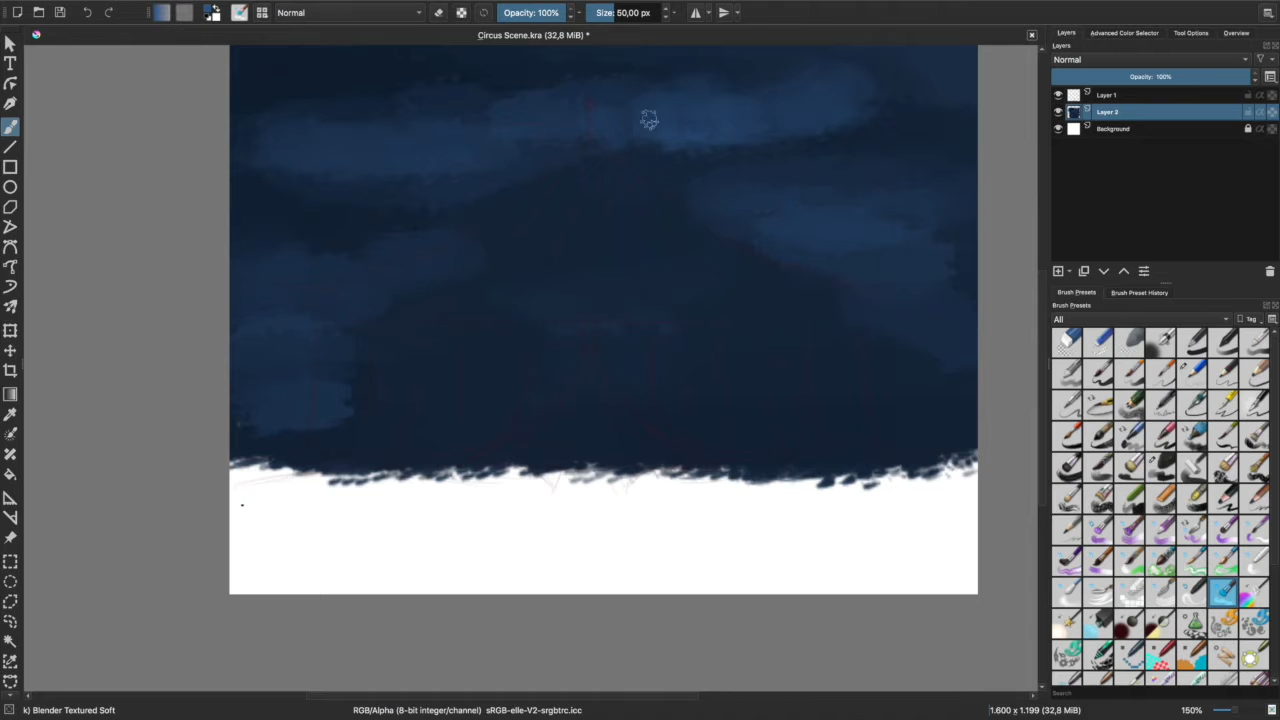 Normal
Opacity: 100%
Size: 50,00 px
Circus Scene.kra (32,8 MiB) *
Layers
Advanced Color Selector
Tool Options
Overview
Layers
Normal
Opacity: 100%
Layer 1
Layer 2
Background
Brush Presets
Brush Preset History
Brush Presets
All
Tag
Search
k) Blender Textured Soft
RGB/Alpha (8-bit integer/channel) sRGB-elle-V2-srgbtrc.icc
1.600 x 1.199 (32,8 MiB)
150%